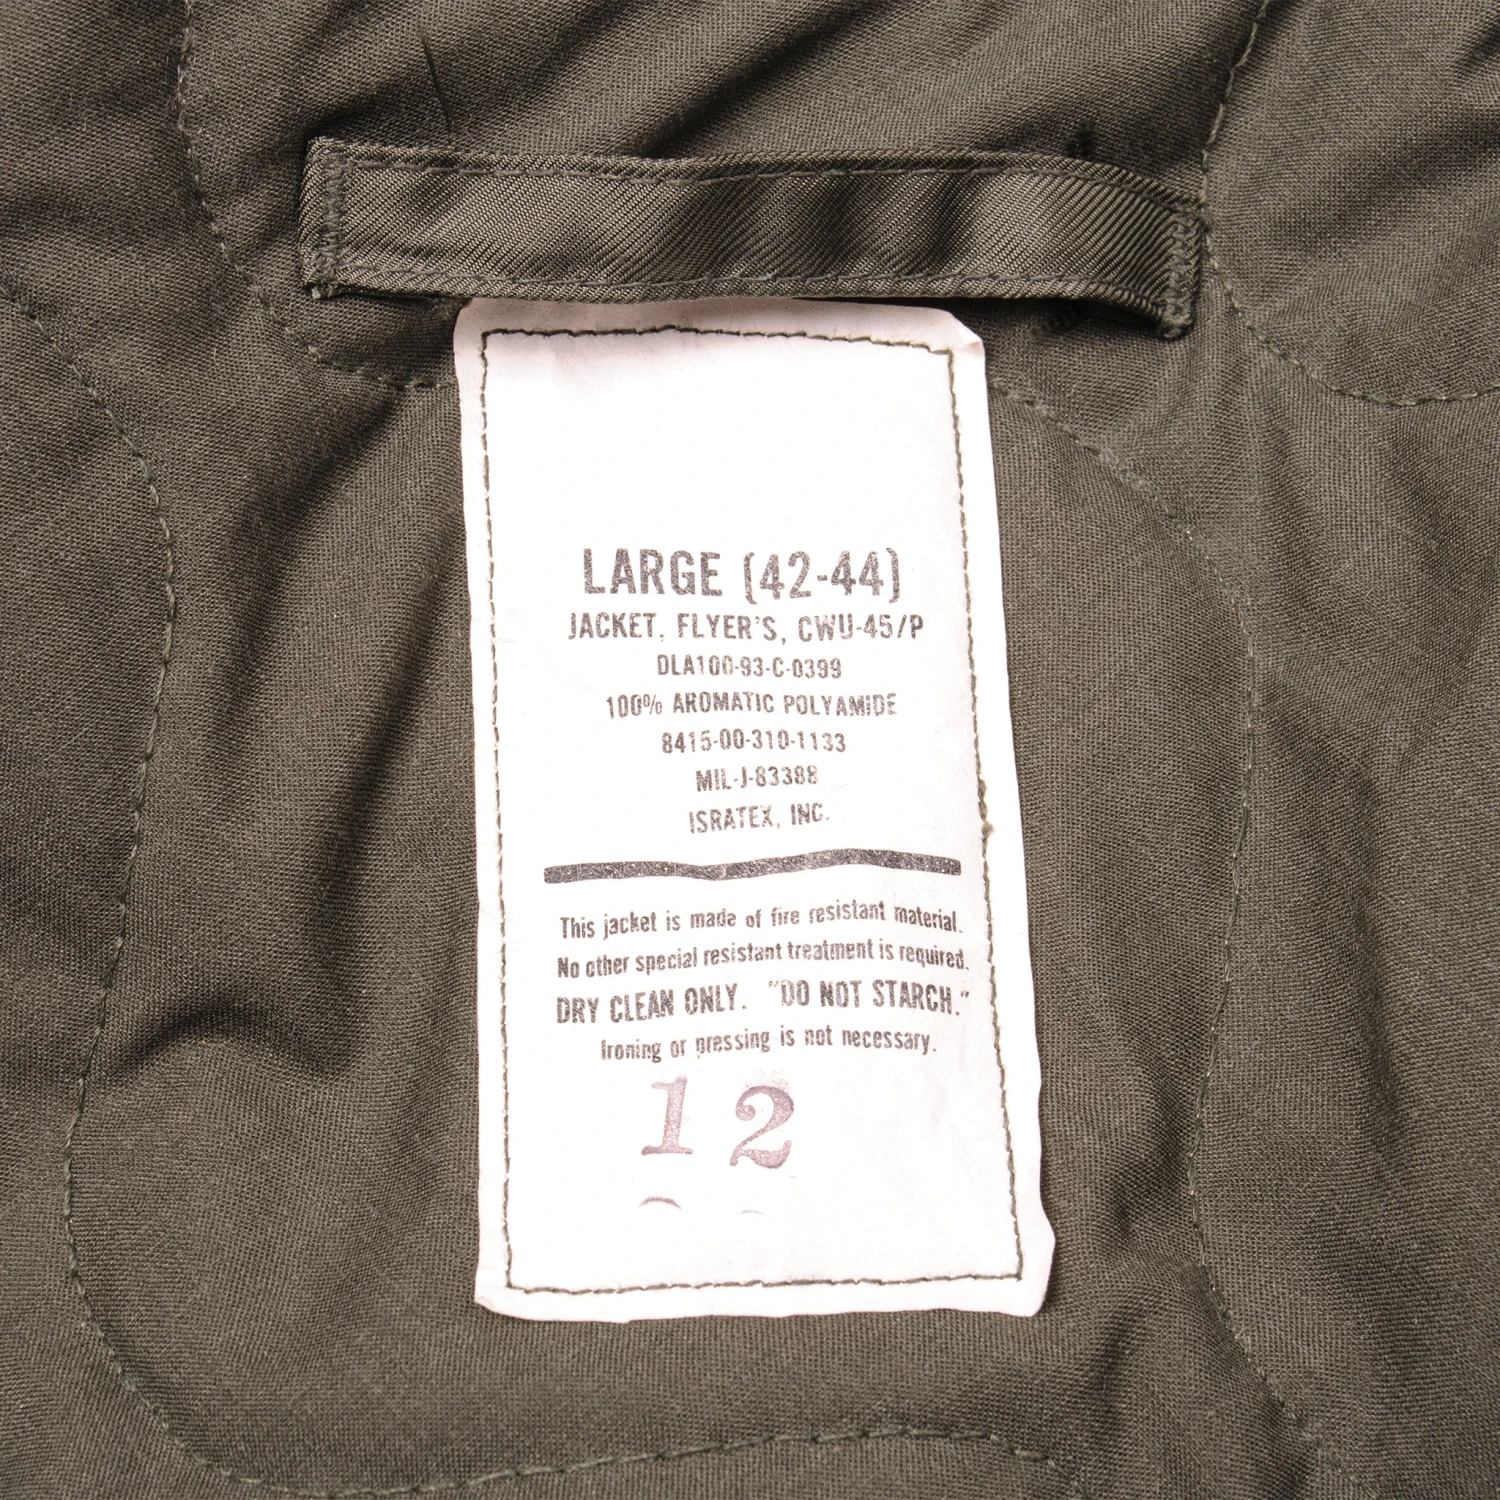 LARGE (42-44)
JACKET, FLYER'S, CWU-45/P
DLA100-93-C-0399
100% AROMATIC POLYAMIDE
8415-00-310-1133
MIL-J-83388
ISRATEX, INC.
This jacket is made of fire resistant material.
No other special resistant treatment is required.
DRY CLEAN ONLY. "DO NOT STARCH."
Ironing or pressing is not necessary.
12